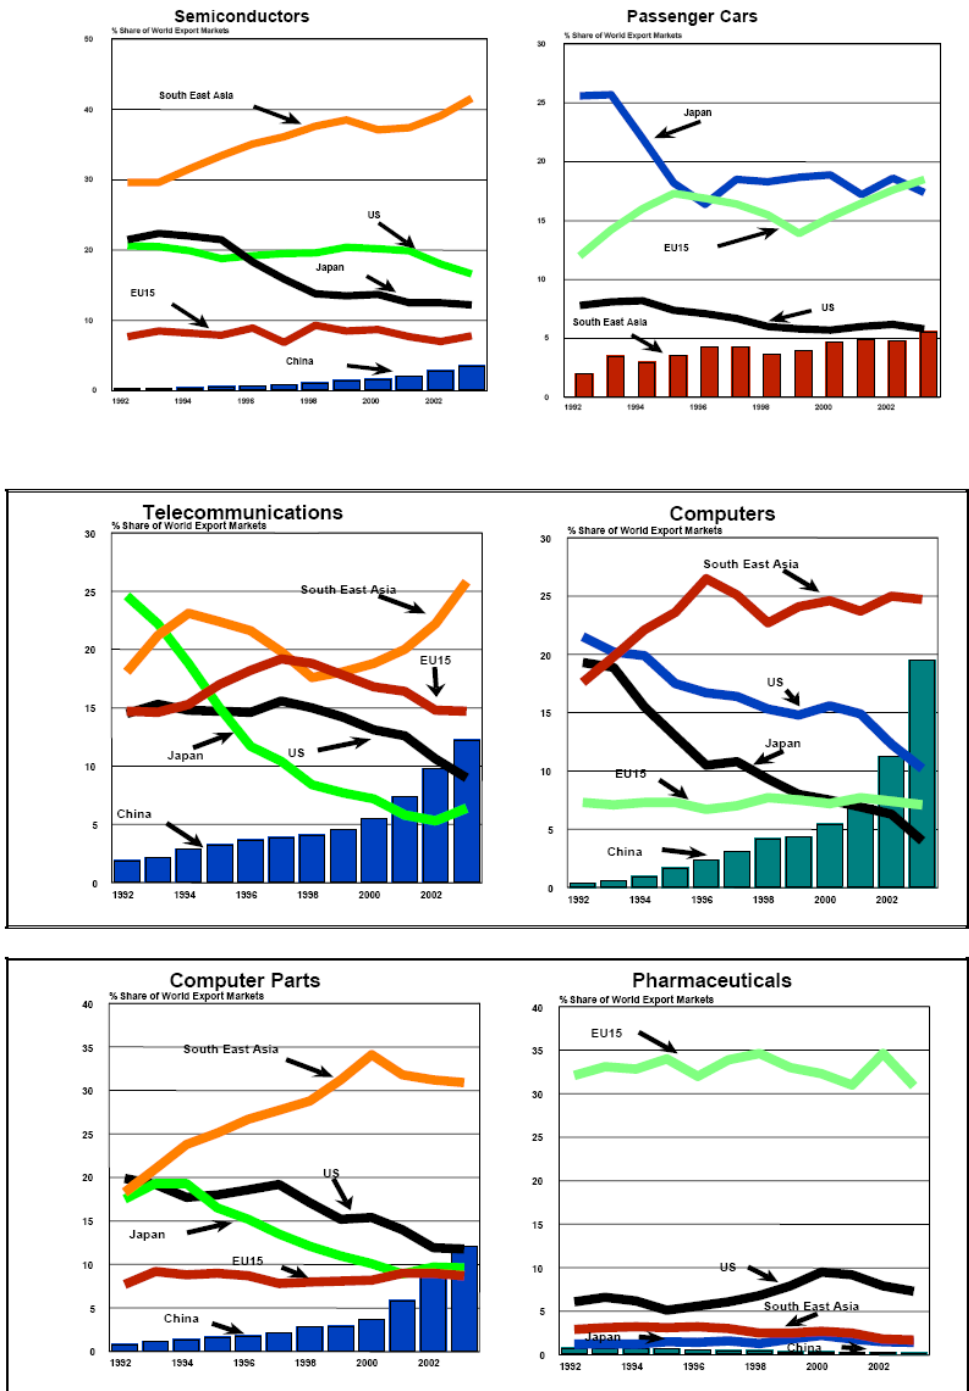 Semiconductors
% Share of World Export Markets
50
40
30
20
10
0
South East Asia
US
Japan
EU15
China
1992 1994 1996 1998 2000 2002
Passenger Cars
% Share of World Export Markets
30
25
20
15
10
5
0
Japan
EU15
US
South East Asia
1992 1994 1996 1998 2000 2002
Telecommunications
% Share of World Export Markets
30
25
20
15
10
5
0
South East Asia
EU15
Japan
US
China
1992 1994 1996 1998 2000 2002
Computers
% Share of World Export Markets
30
25
20
15
10
5
0
South East Asia
US
Japan
EU15
China
1992 1994 1996 1998 2000 2002
Computer Parts
% Share of World Export Markets
40
35
30
25
20
15
10
5
0
South East Asia
US
Japan
EU15
China
1992 1994 1996 1998 2000 2002
Pharmaceuticals
% Share of World Export Markets
40
35
30
25
20
15
10
5
0
EU15
US
South East Asia
Japan
China
1992 1994 1996 1998 2000 2002